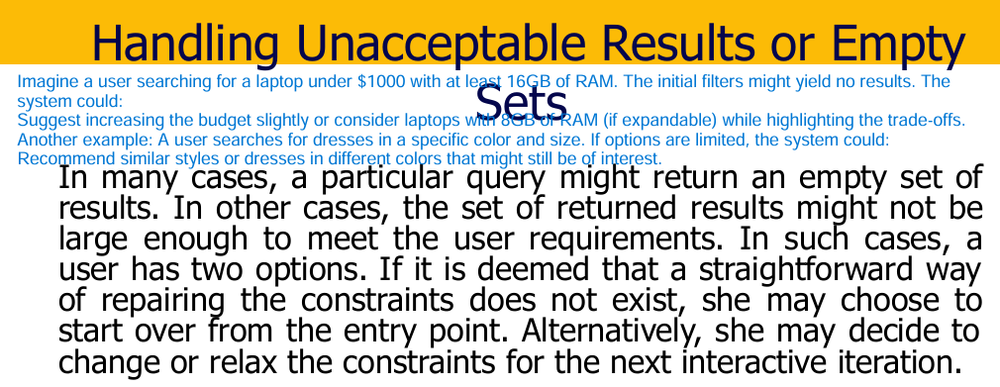 Handling Unacceptable Results or Empty
Sets
Imagine a user searching for a laptop under $1000 with at least 16GB of RAM. The initial filters might yield no results. The
system could:
Suggest increasing the budget slightly or consider laptops with 8GB of RAM (if expandable) while highlighting the trade-offs.
Another example: A user searches for dresses in a specific color and size. If options are limited, the system could:
Recommend similar styles or dresses in different colors that might still be of interest.
In many cases, a particular query might return an empty set of
results. In other cases, the set of returned results might not be
large enough to meet the user requirements. In such cases, a
user has two options. If it is deemed that a straightforward way
of repairing the constraints does not exist, she may choose to
start over from the entry point. Alternatively, she may decide to
change or relax the constraints for the next interactive iteration.